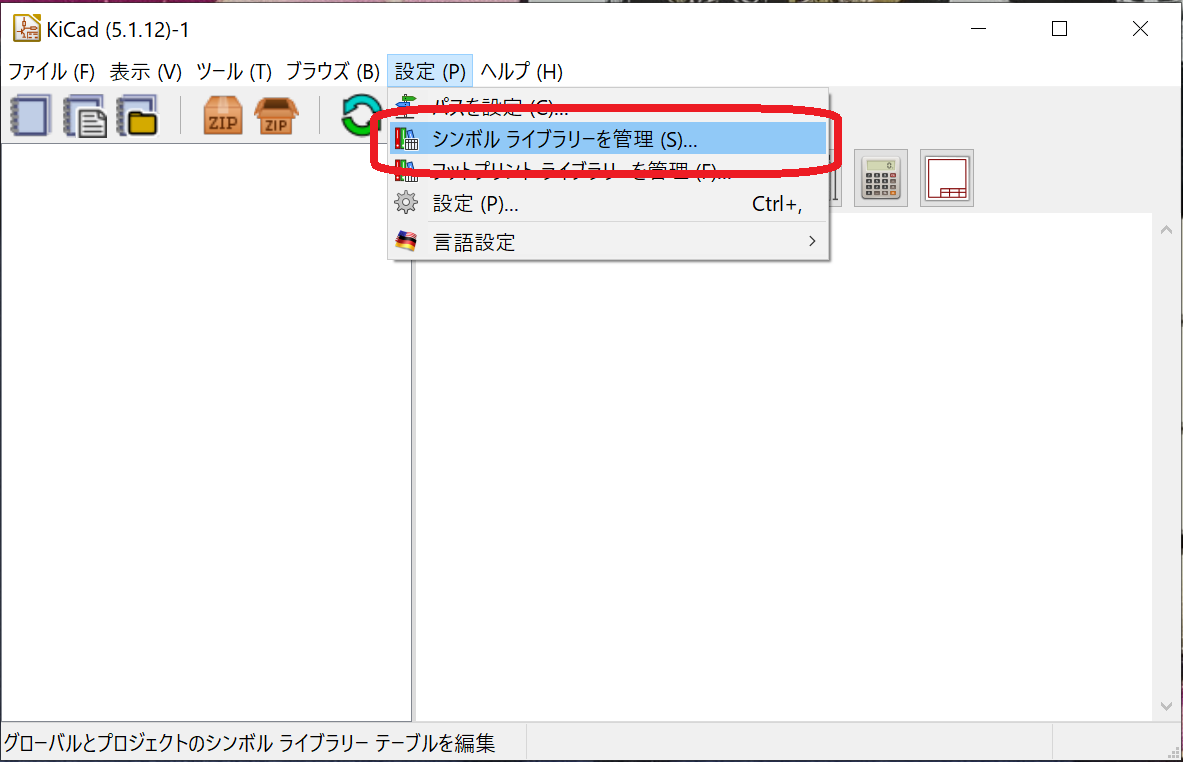 KiCad (5.1.12)-1
ファイル (F) 表示 (V) ツール (T) ブラウズ (B) 設定 (P) ヘルプ (H)
ZIP ZIP
パスを設定 (C)...
シンボル ライブラリーを管理 (S)...
フットプリント ライブラリーを管理 (F)...
設定 (P)... Ctrl+,
言語設定
グローバルとプロジェクトのシンボル ライブラリー テーブルを編集